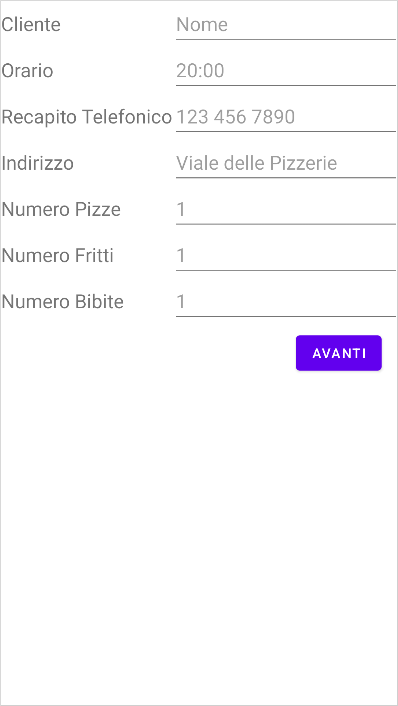 Cliente Nome
Orario 20:00
Recapito Telefonico 123 456 7890
Indirizzo Viale delle Pizzerie
Numero Pizze 1
Numero Fritti 1
Numero Bibite 1
AVANTI